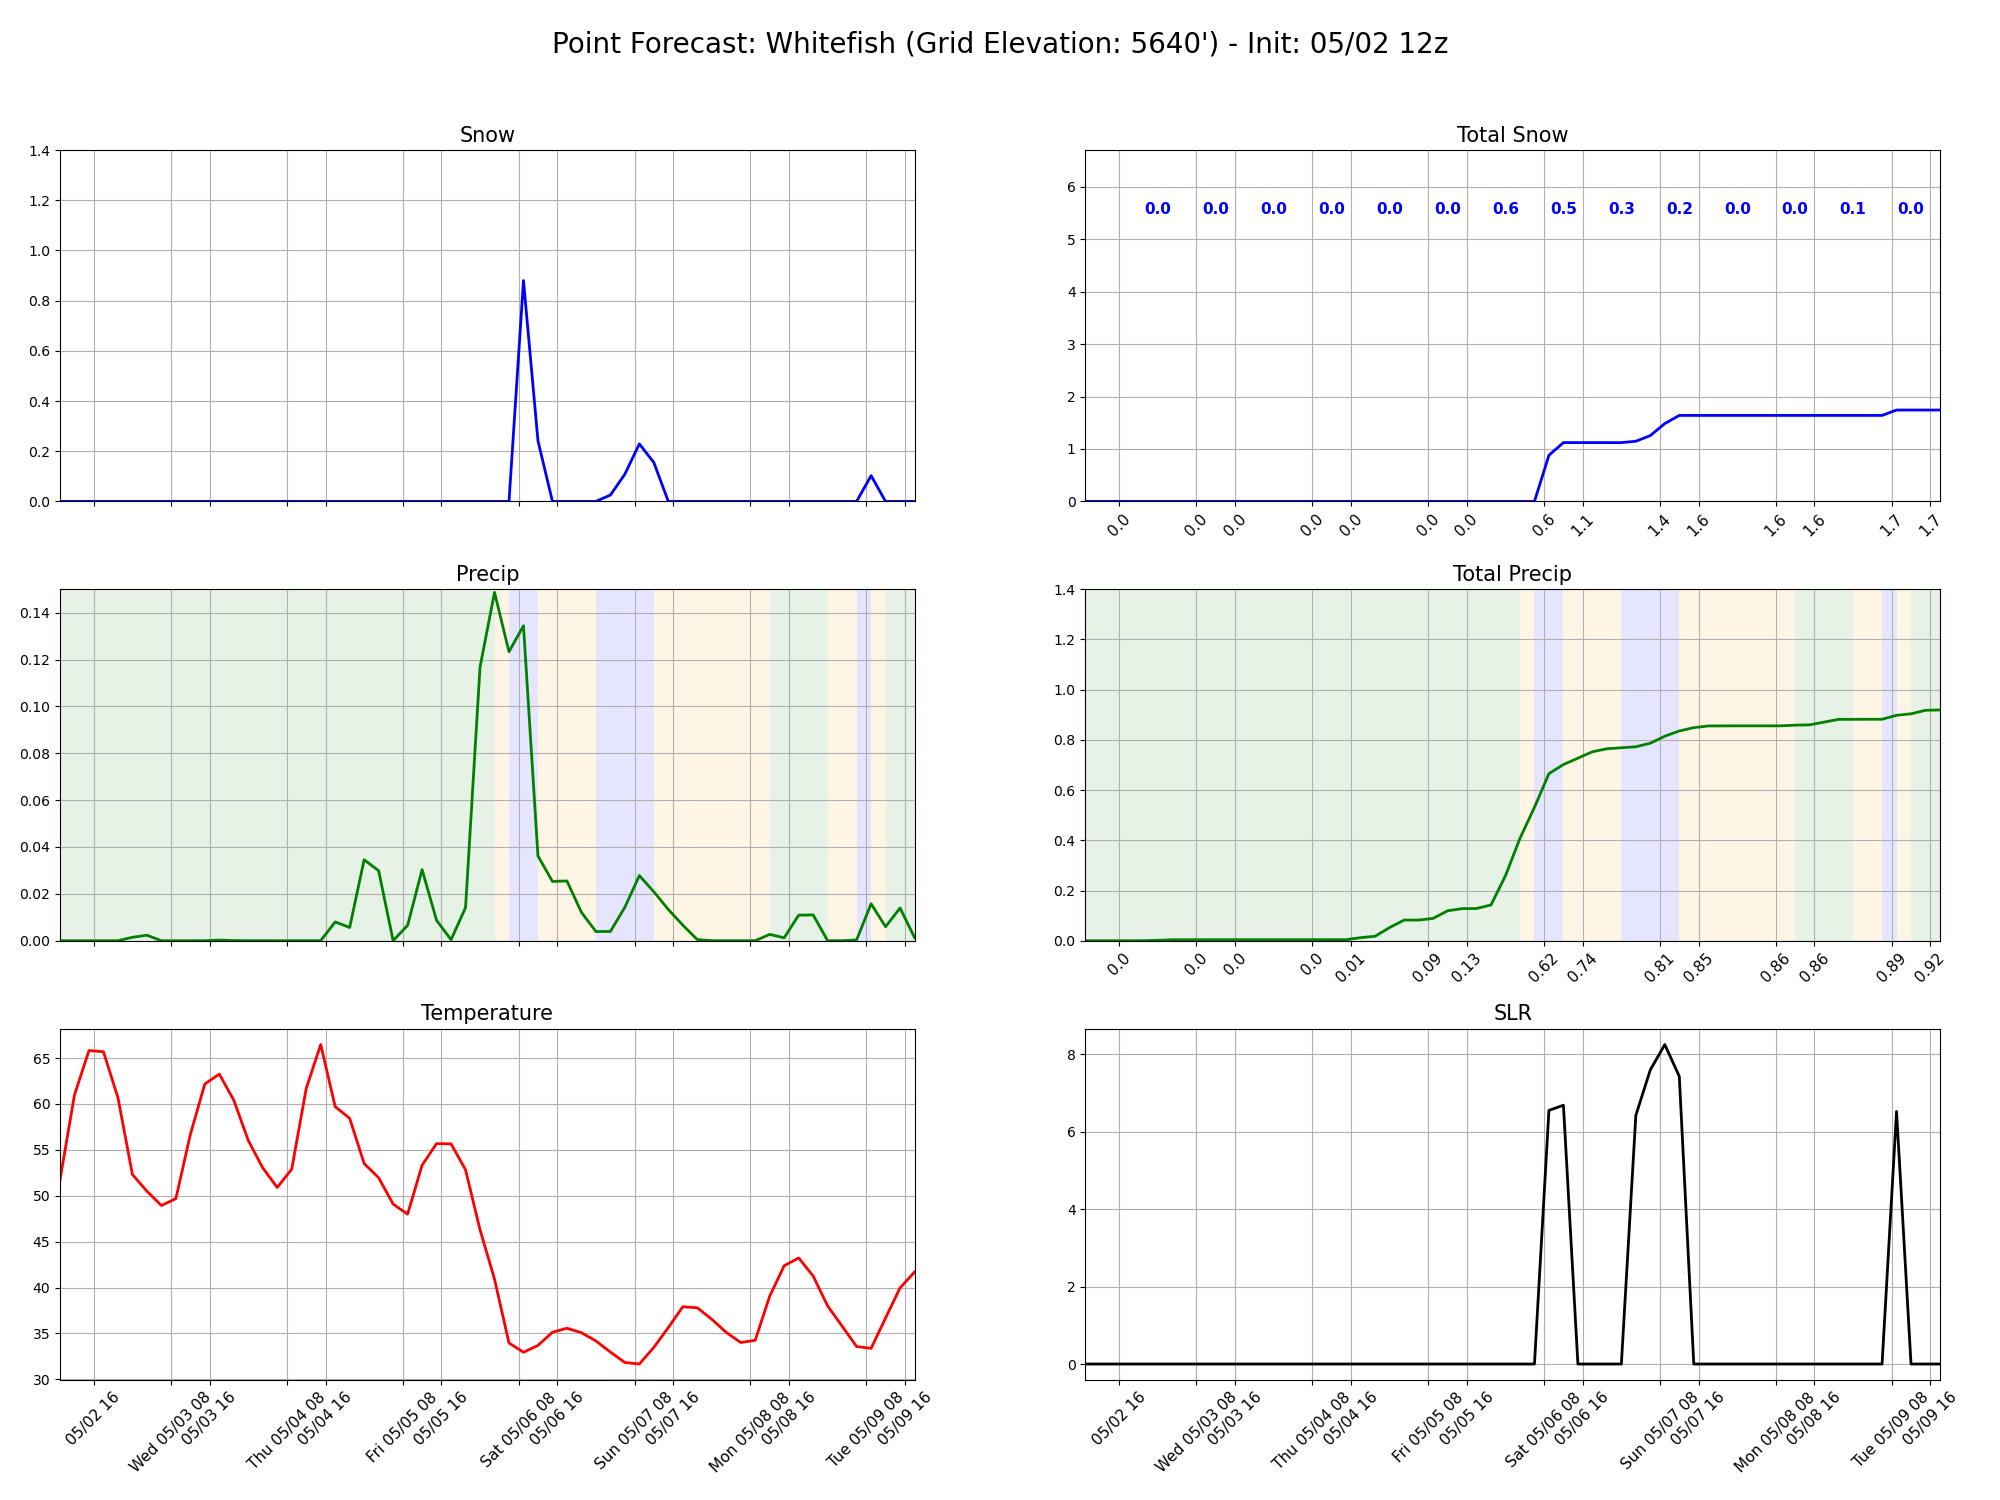 Point Forecast: Whitefish (Grid Elevation: 5640') - Init: 05/02 12z
Snow
1.4
1.2
1.0
0.8
0.6
0.4
0.2
0.0
Total Snow
6
5
4
3
2
1
0
0.0 0.0 0.0 0.0 0.0 0.0 0.6 0.5 0.3 0.2 0.0 0.0 0.1 0.0
0.0 0.0 0.0 0.0 0.0 0.0 0.0 0.6 1.1 1.4 1.6 1.6 1.6 1.7 1.7
Precip
0.14
0.12
0.10
0.08
0.06
0.04
0.02
0.00
Total Precip
1.4
1.2
1.0
0.8
0.6
0.4
0.2
0.0
0.0 0.0 0.0 0.0 0.01 0.09 0.13 0.62 0.74 0.81 0.85 0.86 0.86 0.89 0.92
Temperature
65
60
55
50
45
40
35
30
05/02 16
Wed 05/03 08
05/03 16
Thu 05/04 08
05/04 16
Fri 05/05 08
05/05 16
Sat 05/06 08
05/06 16
Sun 05/07 08
05/07 16
Mon 05/08 08
05/08 16
Tue 05/09 08
05/09 16
SLR
8
6
4
2
0
05/02 16
Wed 05/03 08
05/03 16
Thu 05/04 08
05/04 16
Fri 05/05 08
05/05 16
Sat 05/06 08
05/06 16
Sun 05/07 08
05/07 16
Mon 05/08 08
05/08 16
Tue 05/09 08
05/09 16